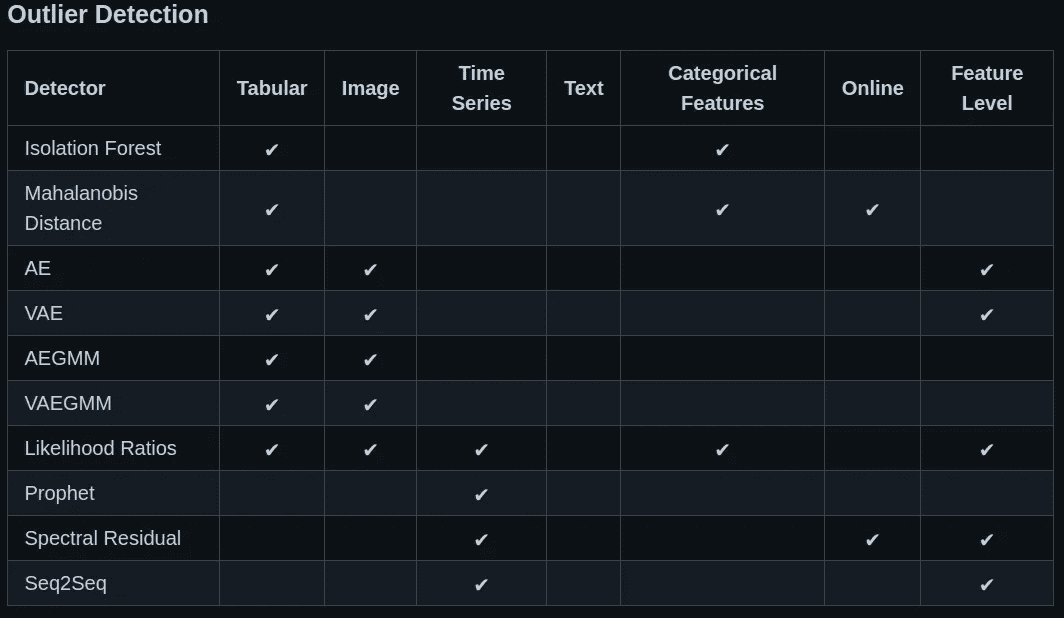 Outlier Detection
Detector Tabular Image Time Series Text Categorical Features Online Feature Level
Isolation Forest ✔ ✔
Mahalanobis Distance ✔ ✔ ✔
AE ✔ ✔ ✔
VAE ✔ ✔ ✔
AEGMM ✔ ✔
VAEGMM ✔ ✔
Likelihood Ratios ✔ ✔ ✔ ✔ ✔
Prophet ✔
Spectral Residual ✔ ✔ ✔
Seq2Seq ✔ ✔